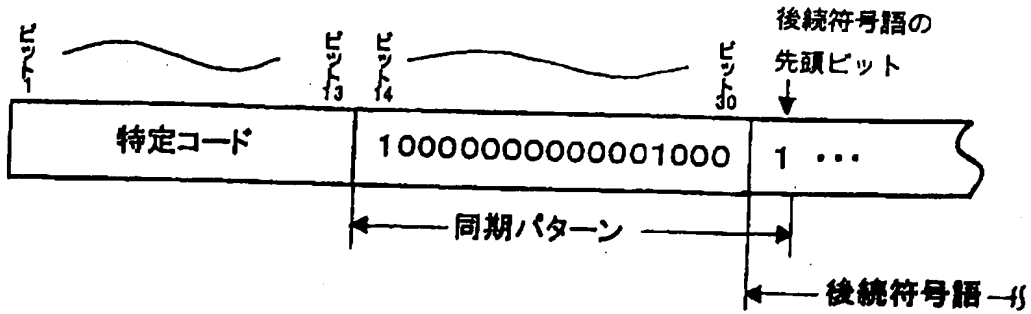 後続符号語の
先頭ビット
ビット1
ビット13
ビット14
ビット30
特定コード
10000000000001000
1 ・・・
同期パターン
後続符号語